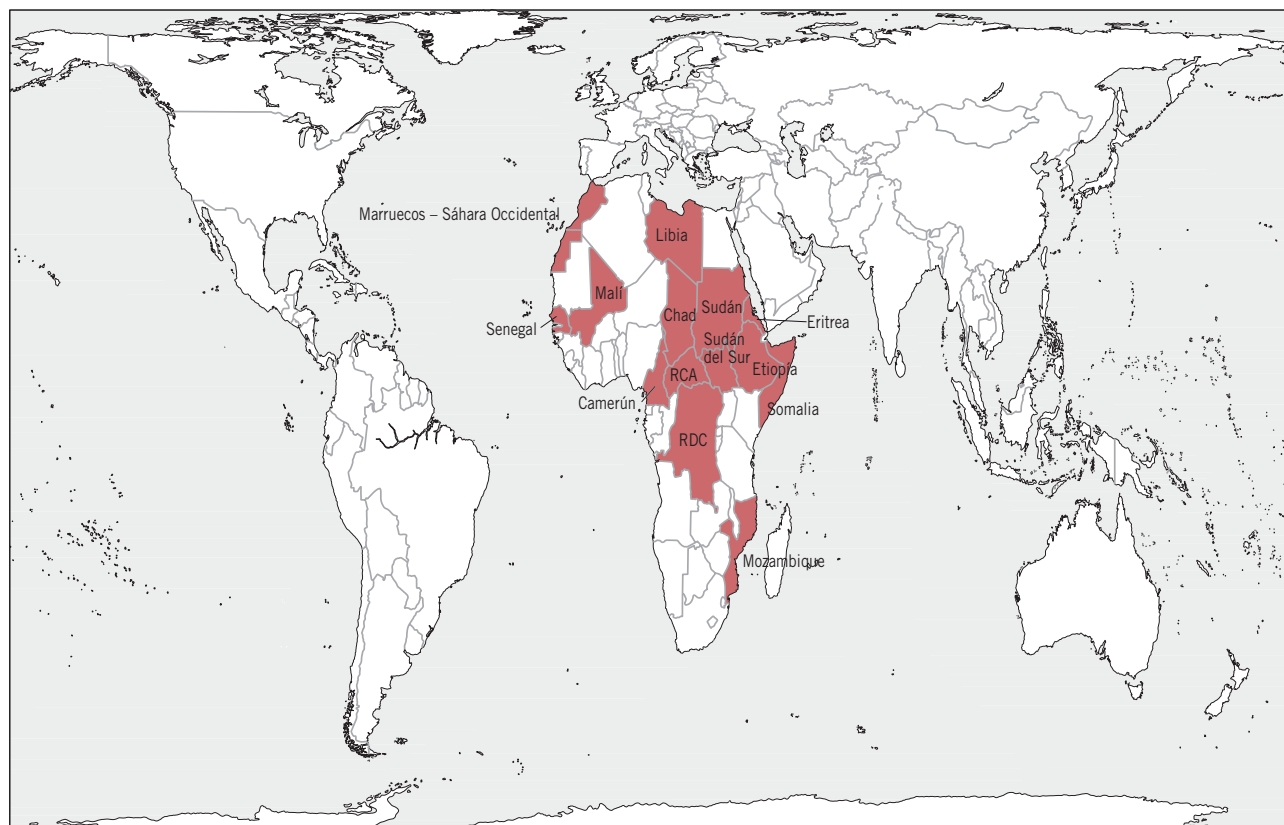 Marruecos – Sáhara Occidental
Libia
Malí
Chad
Sudán
Senegal
Eritrea
Sudán
del Sur
Etiopía
RCA
Camerún
Somalia
RDC
Mozambique